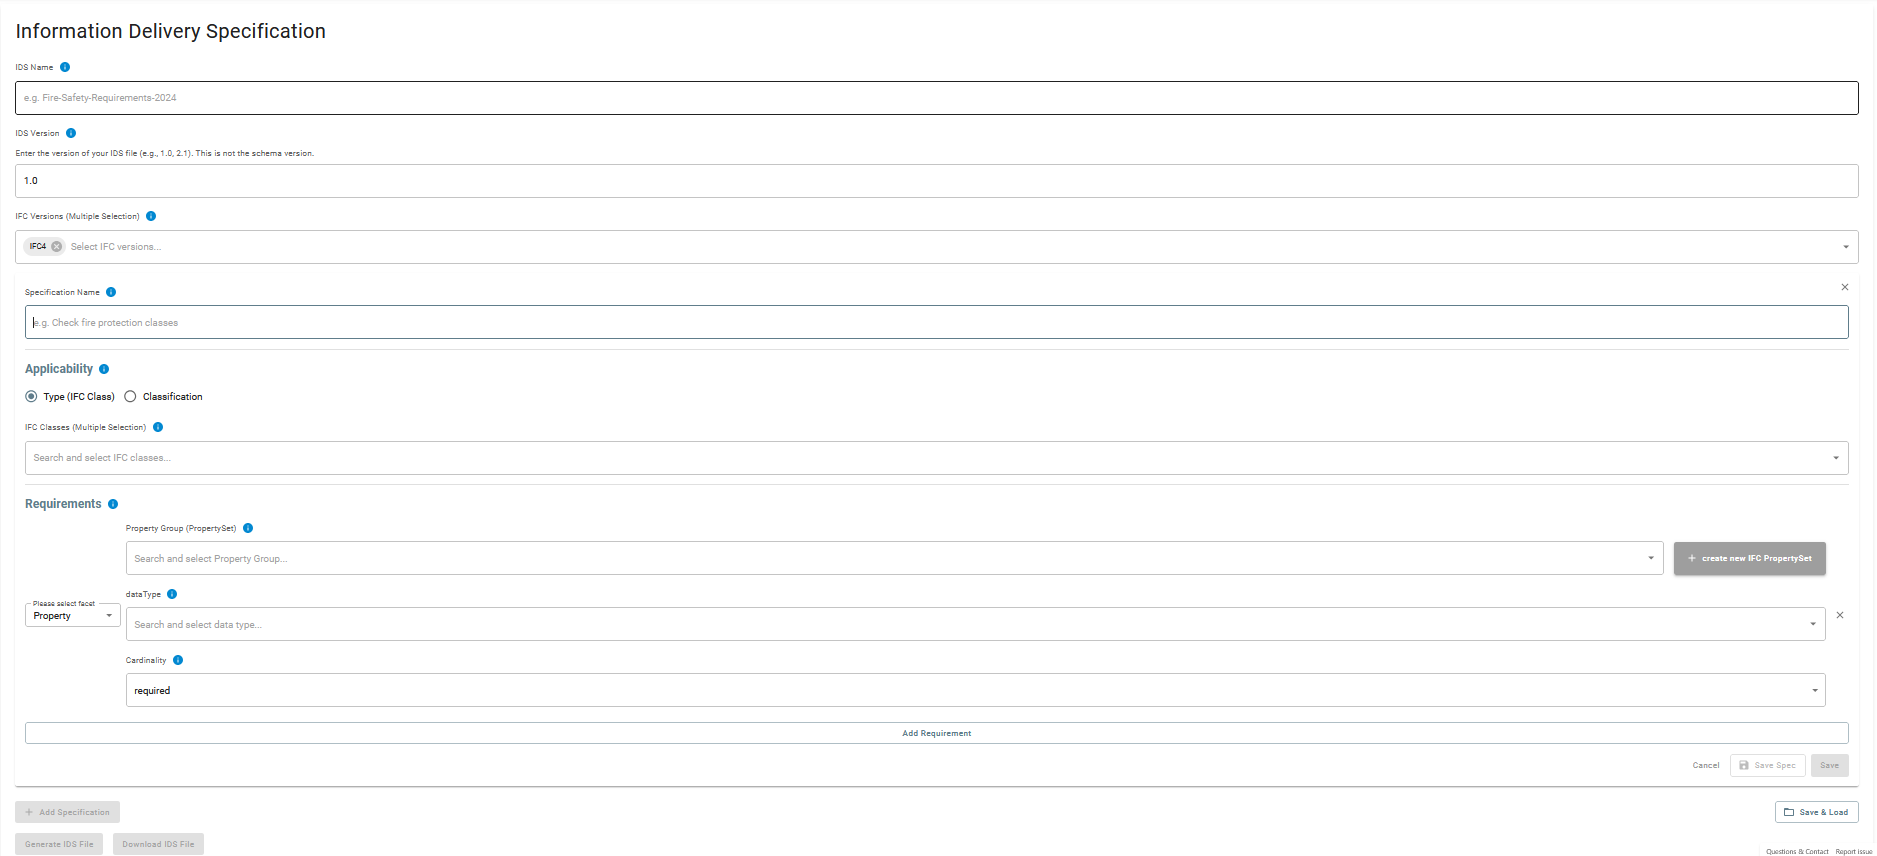 Information Delivery Specification
IDS Name
e.g. Fire-Safety-Requirements-2024
IDS Version
Enter the version of your IDS file (e.g., 1.0, 2.1). This is not the schema version.
1.0
IFC Versions (Multiple Selection)
IFC4 Select IFC versions...
Specification Name
e.g. Check fire protection classes
Applicability
Type (IFC Class) Classification
IFC Classes (Multiple Selection)
Search and select IFC classes...
Requirements
Property Group (PropertySet)
Search and select Property Group...
+ create new IFC PropertySet
dataType
Please select facet
Property
Search and select data type...
Cardinality
required
Add Requirement
Cancel Save Spec Save
+ Add Specification
Save & Load
Generate IDS File Download IDS File
Questions & Contact Report issue